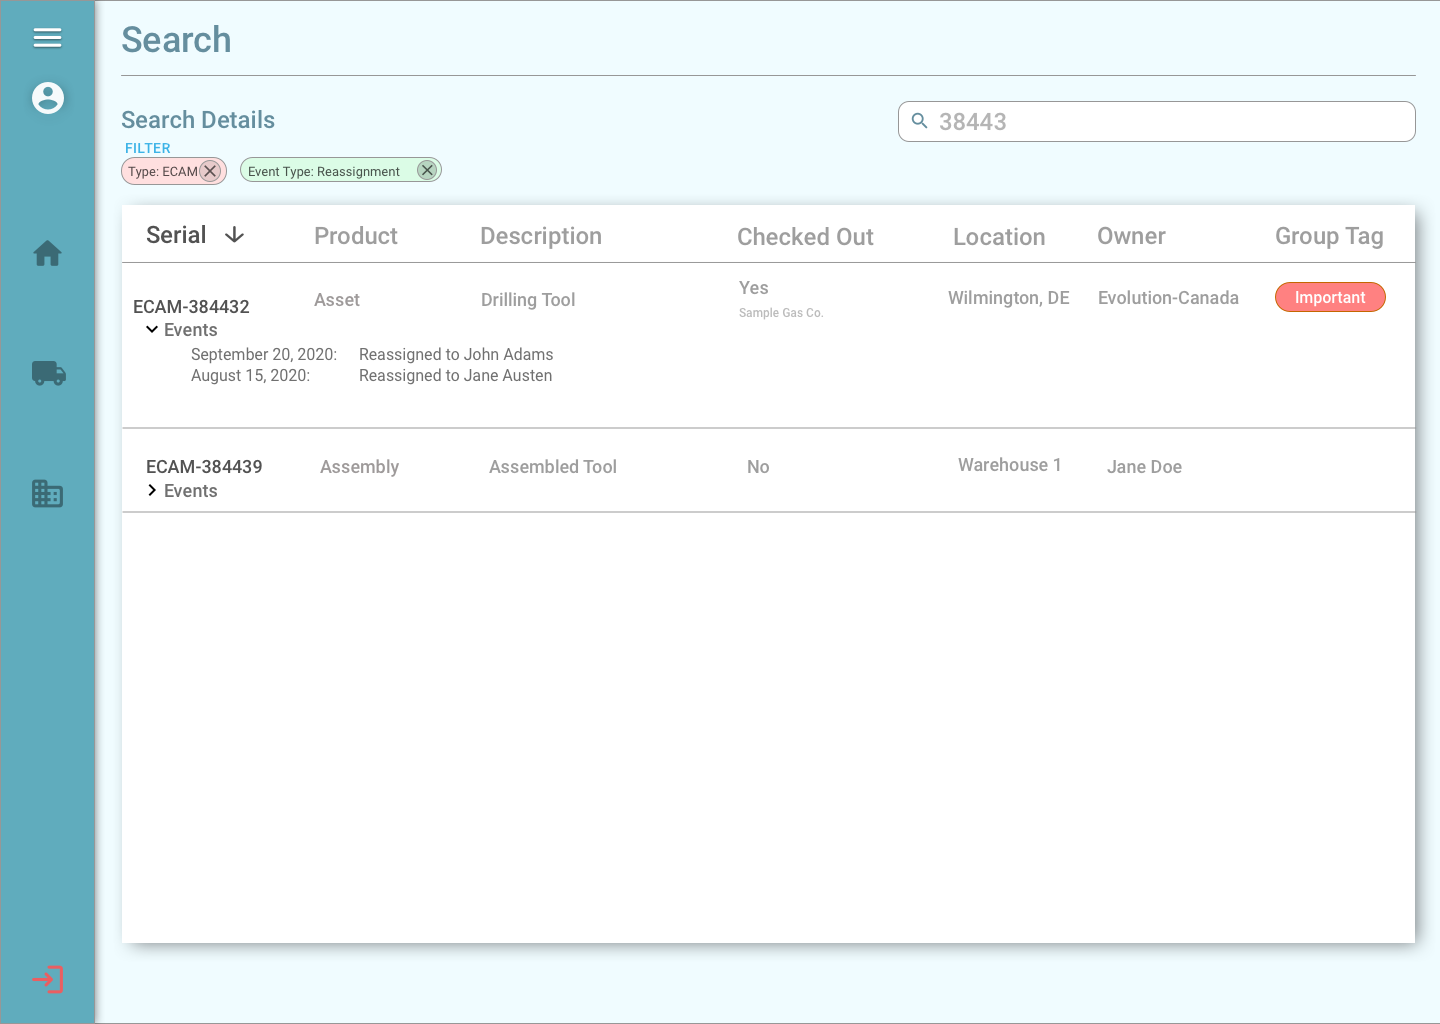 Search
Search Details
38443
FILTER
Type: ECAM
Event Type: Reassignment
Serial Product Description Checked Out Location Owner Group Tag
ECAM-384432 Asset Drilling Tool Yes Wilmington, DE Evolution-Canada Important
Sample Gas Co.
Events
September 20, 2020: Reassigned to John Adams
August 15, 2020: Reassigned to Jane Austen
ECAM-384439 Assembly Assembled Tool No Warehouse 1 Jane Doe
Events